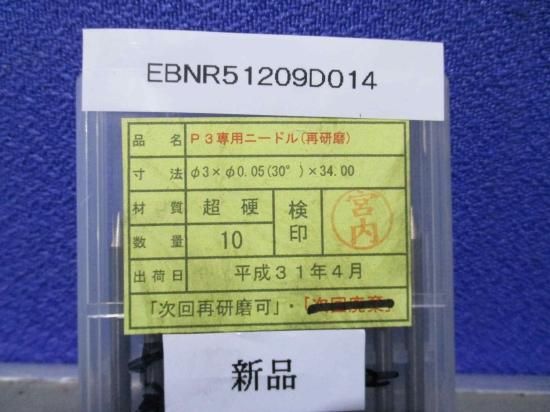 EBNR51209D014
品名 P3専用ニードル(再研磨)
寸法 φ3×φ0.05(30°)×34.00
材質 超硬 検印 宮内
数量 10
出荷日 平成31年4月
「次回再研磨可」・「次回廃棄」
新品